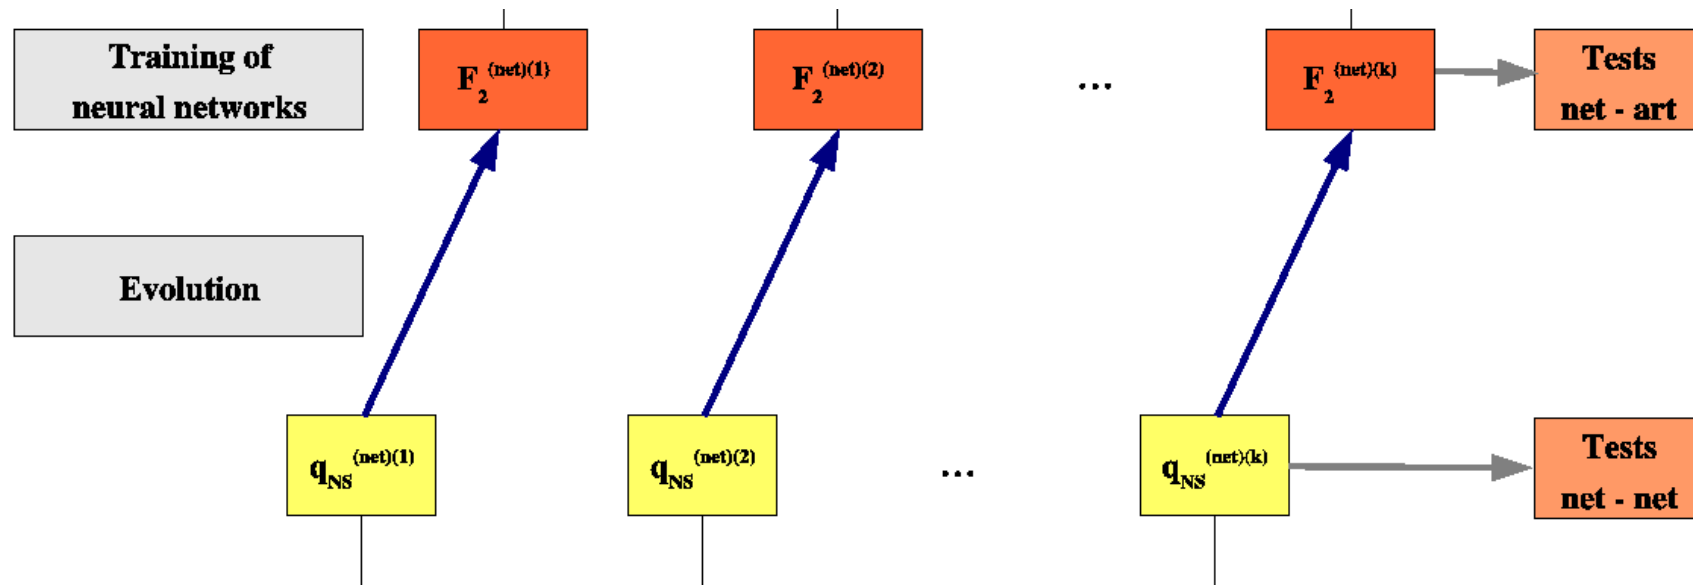 Training of
neural networks
F2(net)(1)
F2(net)(2)
...
F2(net)(k)
Tests
net - art
Evolution
qNS(net)(1)
qNS(net)(2)
...
qNS(net)(k)
Tests
net - net